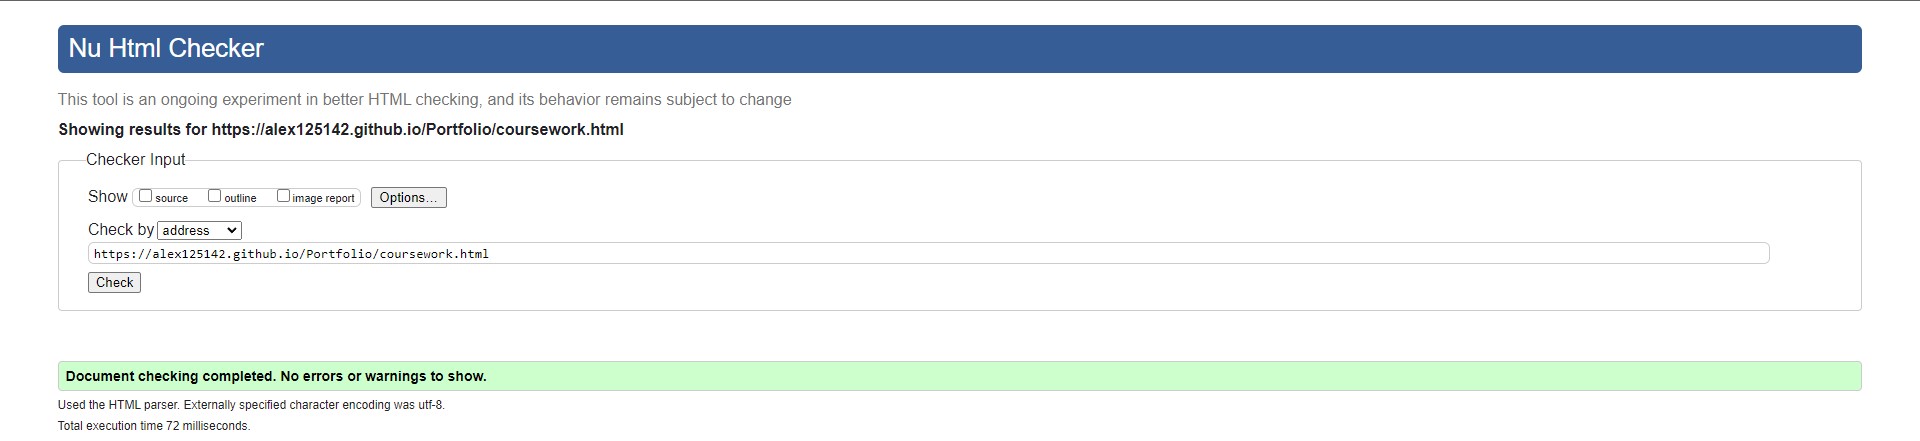 Nu Html Checker
This tool is an ongoing experiment in better HTML checking, and its behavior remains subject to change
Showing results for https://alex125142.github.io/Portfolio/coursework.html
Checker Input
Show source outline image report Options...
Check by address
https://alex125142.github.io/Portfolio/coursework.html
Check
Document checking completed. No errors or warnings to show.
Used the HTML parser. Externally specified character encoding was utf-8.
Total execution time 72 milliseconds.